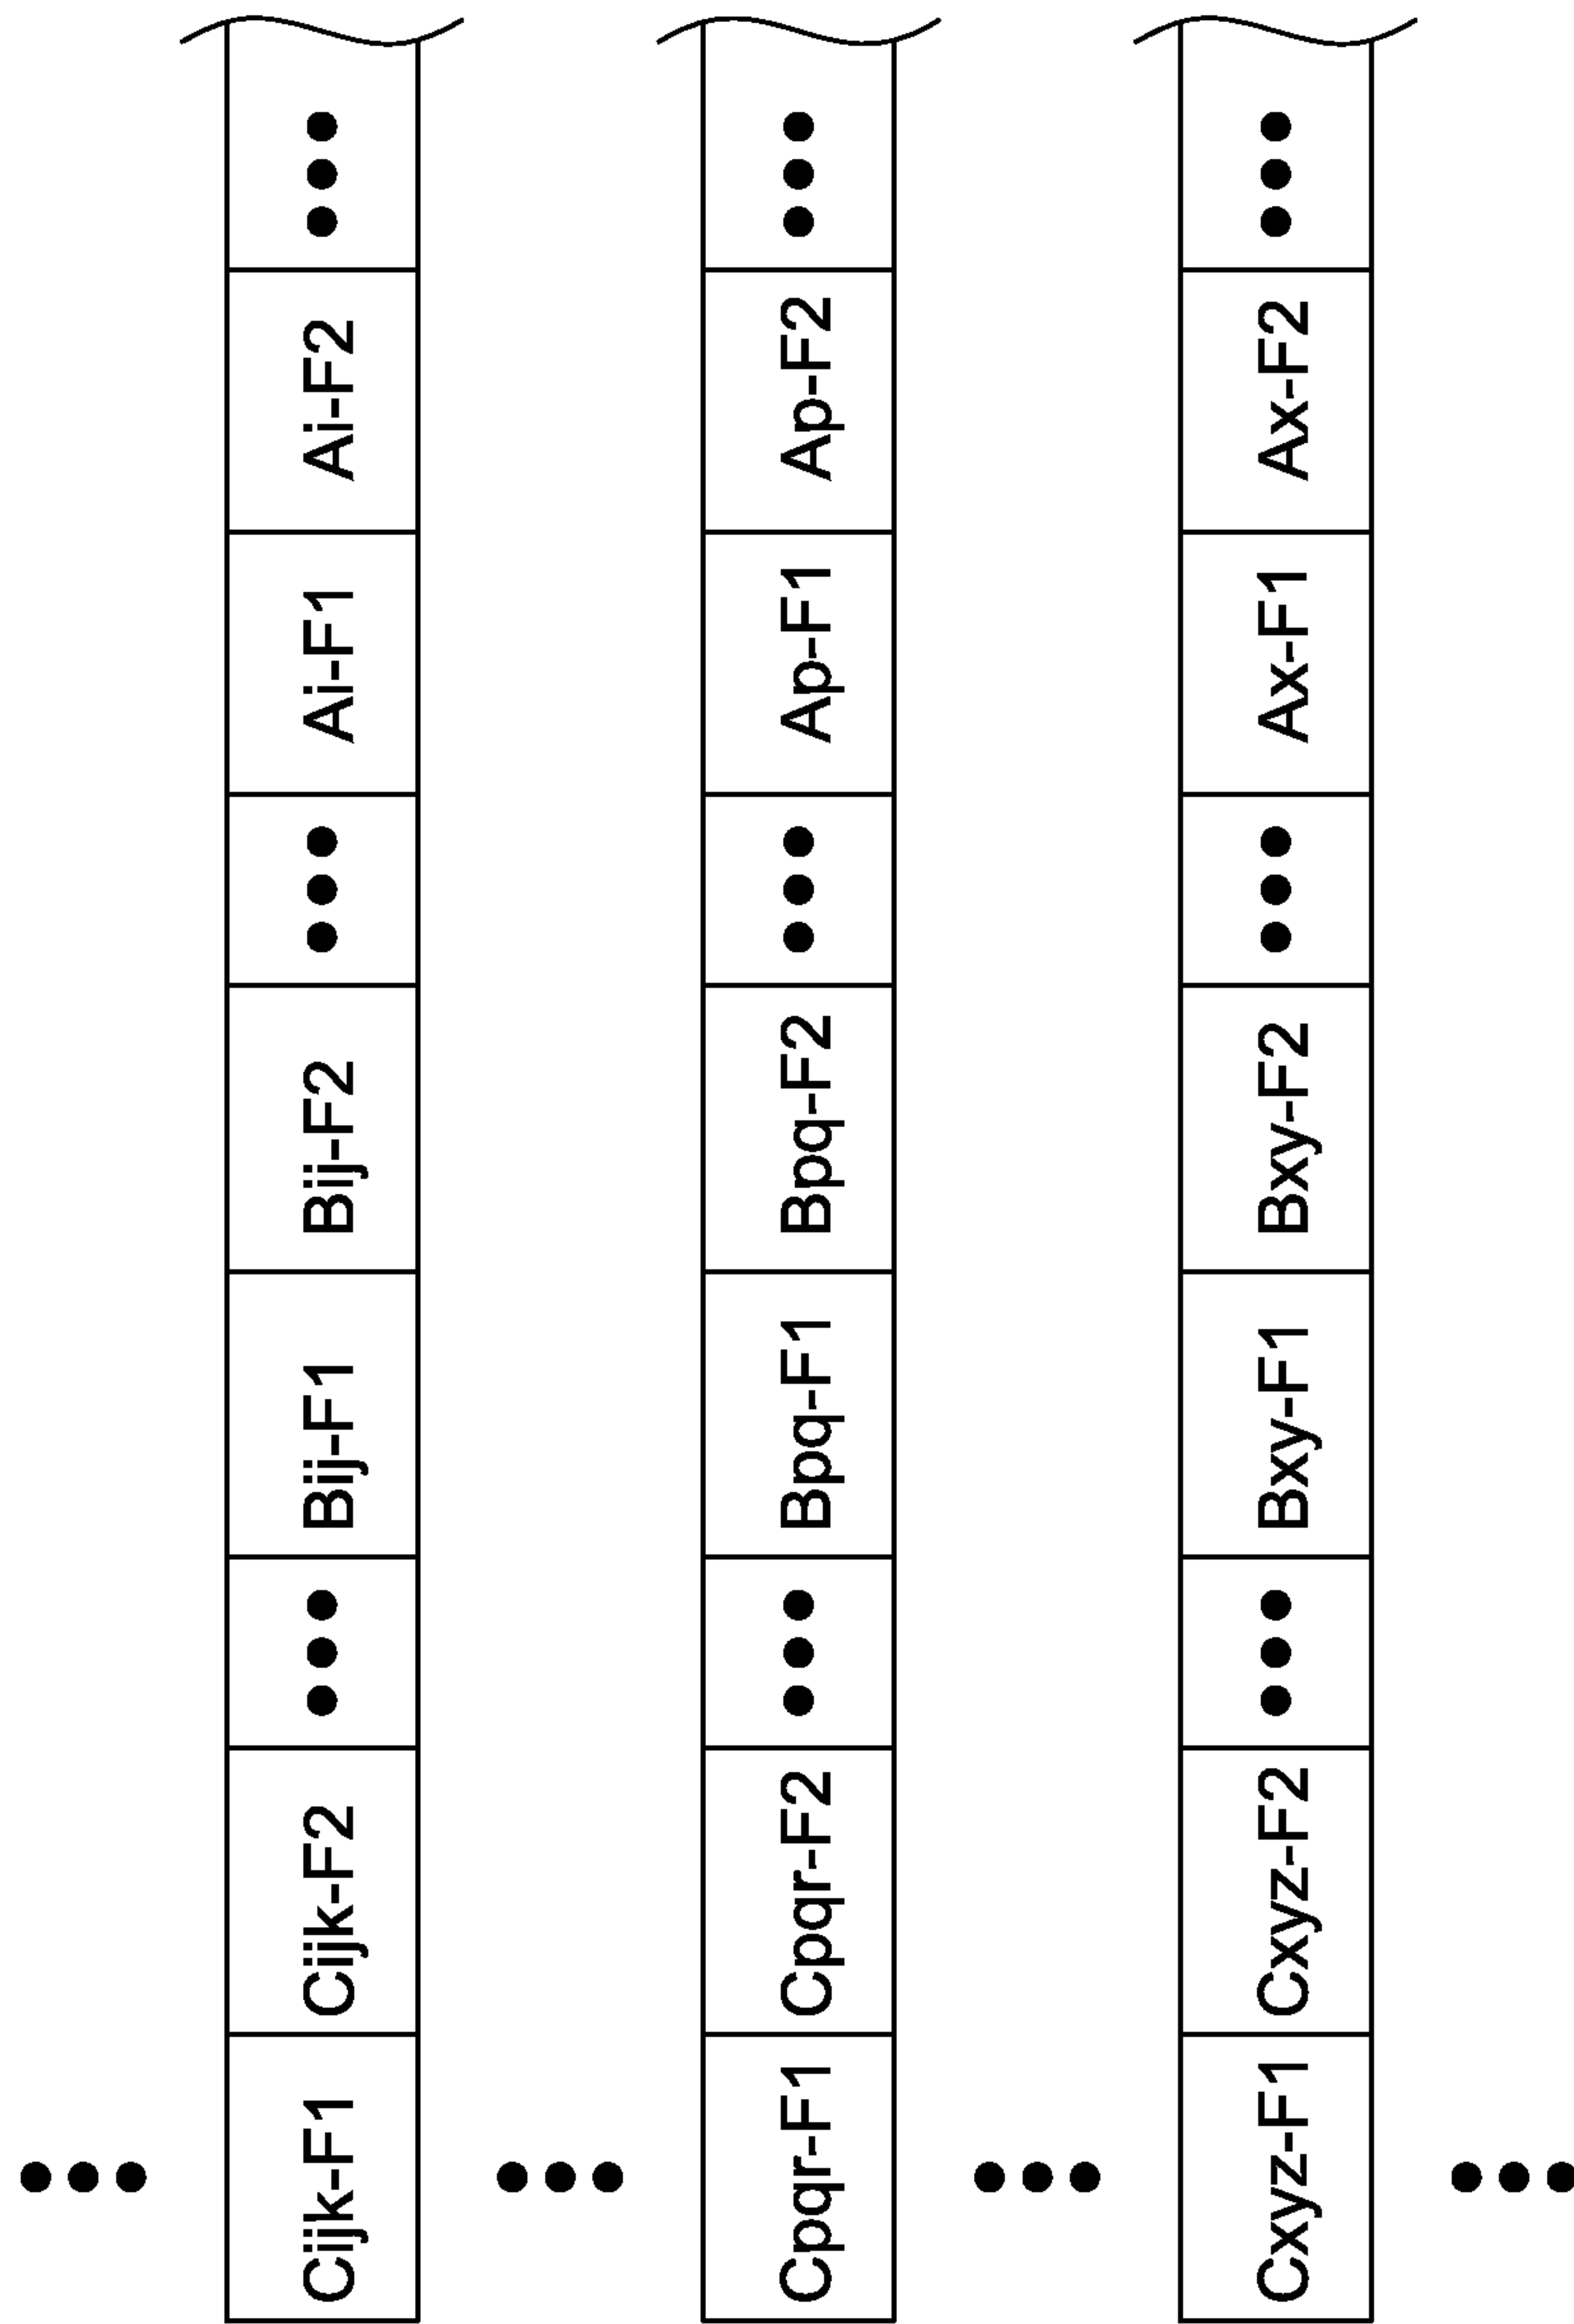 •••
Cijk-F1 Cijk-F2 ••• Bij-F1 Bij-F2 ••• Ai-F1 Ai-F2 •••
•••
Cpqr-F1 Cpqr-F2 ••• Bpq-F1 Bpq-F2 ••• Ap-F1 Ap-F2 •••
•••
Cxyz-F1 Cxyz-F2 ••• Bxy-F1 Bxy-F2 ••• Ax-F1 Ax-F2 •••
•••